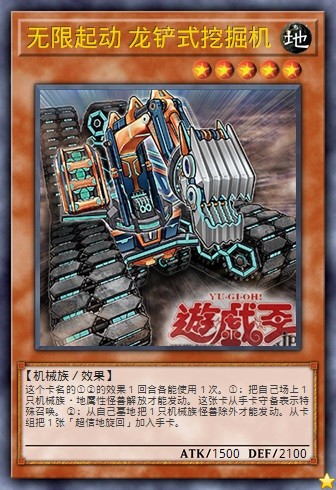 无限起动 龙铲式挖掘机
地
YU-GI-OH!
遊戯王
【机械族／效果】
这个卡名的①②的效果1回合各能使用1次。①：把自己场上1
只机械族·地属性怪兽解放才能发动。这张卡从手卡守备表示特
殊召唤。②：从自己墓地把1只机械族怪兽除外才能发动。从卡
组把1张「超信地旋回」加入手卡。
ATK/1500 DEF/2100